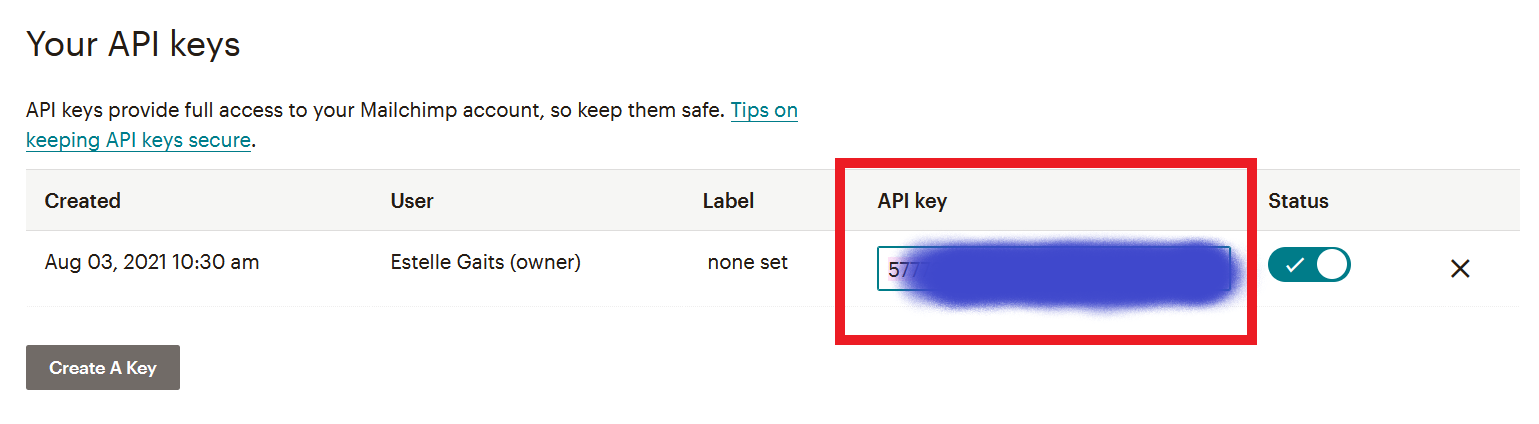 Your API keys
API keys provide full access to your Mailchimp account, so keep them safe. Tips on
keeping API keys secure.
Created User Label API key Status
Aug 03, 2021 10:30 am Estelle Gaits (owner) none set 577
Create A Key